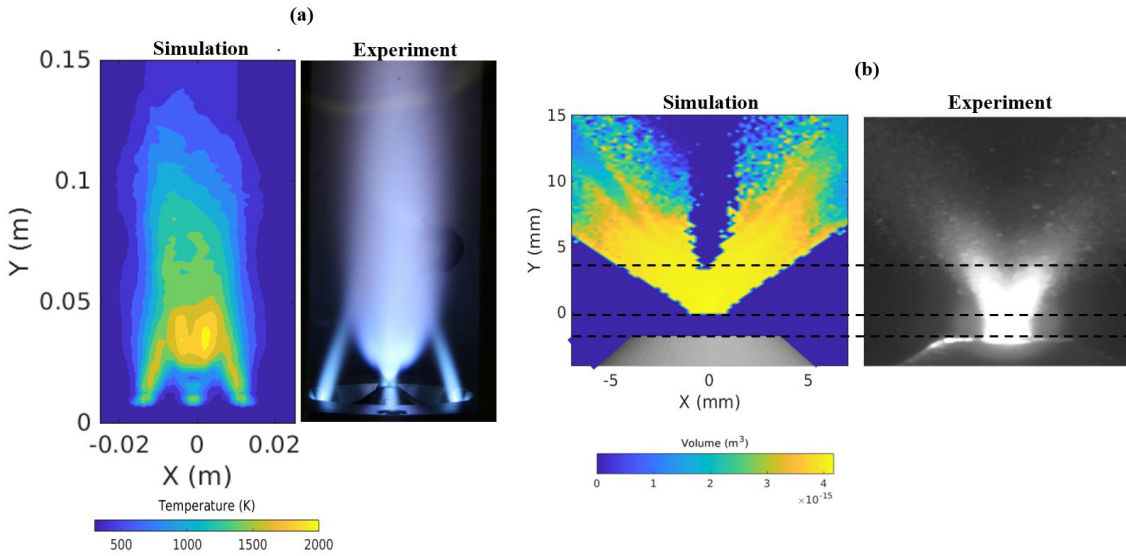 (a)
Simulation
Experiment
0.15
0.1
0.05
0
Y (m)
-0.02
0
0.02
X (m)
Temperature (K)
500
1000
1500
2000
(b)
Simulation
Experiment
15
10
5
0
Y (mm)
-5
0
5
X (mm)
Volume (m³)
0
1
2
3
4
×10⁻¹⁵